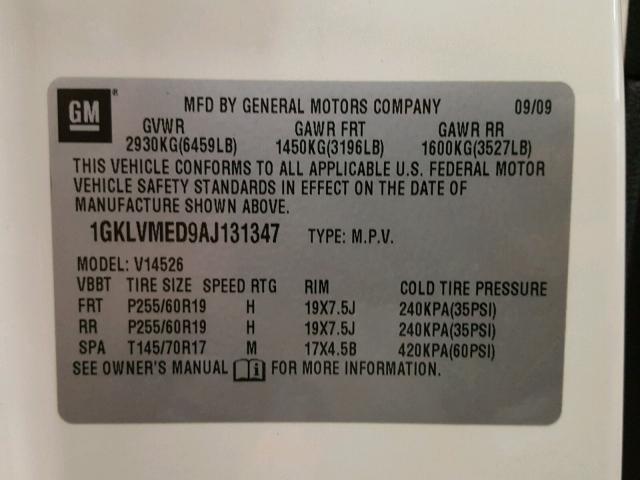 GM
MFD BY GENERAL MOTORS COMPANY 09/09
GVWR GAWR FRT GAWR RR
2930KG(6459LB) 1450KG(3196LB) 1600KG(3527LB)
THIS VEHICLE CONFORMS TO ALL APPLICABLE U.S. FEDERAL MOTOR
VEHICLE SAFETY STANDARDS IN EFFECT ON THE DATE OF
MANUFACTURE SHOWN ABOVE.
1GKLVMED9AJ131347 TYPE: M.P.V.
MODEL: V14526
VBBT TIRE SIZE SPEED RTG RIM COLD TIRE PRESSURE
FRT P255/60R19 H 19X7.5J 240KPA(35PSI)
RR P255/60R19 H 19X7.5J 240KPA(35PSI)
SPA T145/70R17 M 17X4.5B 420KPA(60PSI)
SEE OWNER'S MANUAL i FOR MORE INFORMATION.